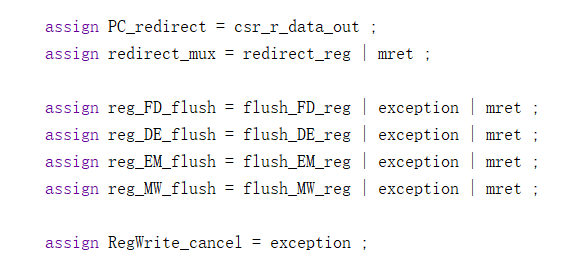 assign PC_redirect = csr_r_data_out ;
assign redirect_mux = redirect_reg | mret ;
assign reg_FD_flush = flush_FD_reg | exception | mret ;
assign reg_DE_flush = flush_DE_reg | exception | mret ;
assign reg_EM_flush = flush_EM_reg | exception | mret ;
assign reg_MW_flush = flush_MW_reg | exception | mret ;
assign RegWrite_cancel = exception ;